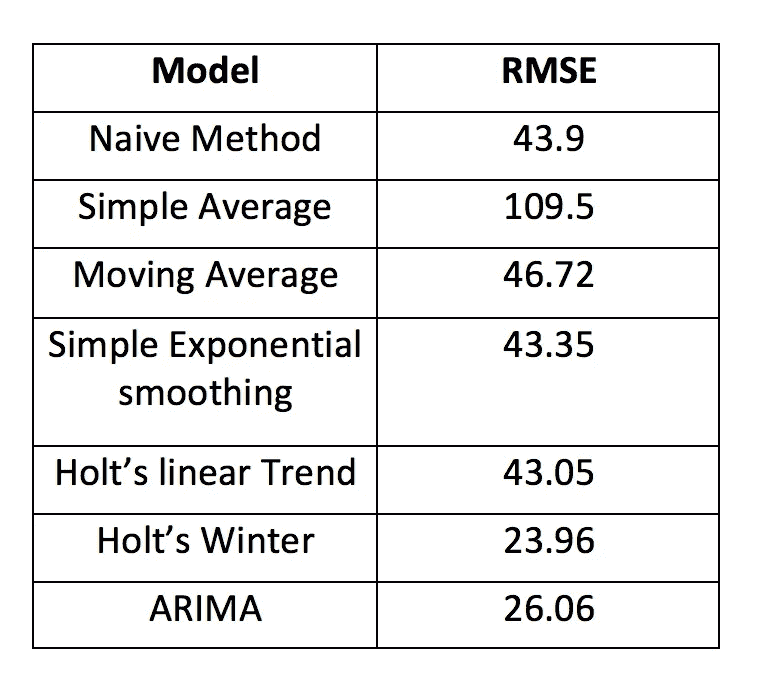 Model RMSE
Naive Method 43.9
Simple Average 109.5
Moving Average 46.72
Simple Exponential 43.35
smoothing
Holt’s linear Trend 43.05
Holt’s Winter 23.96
ARIMA 26.06